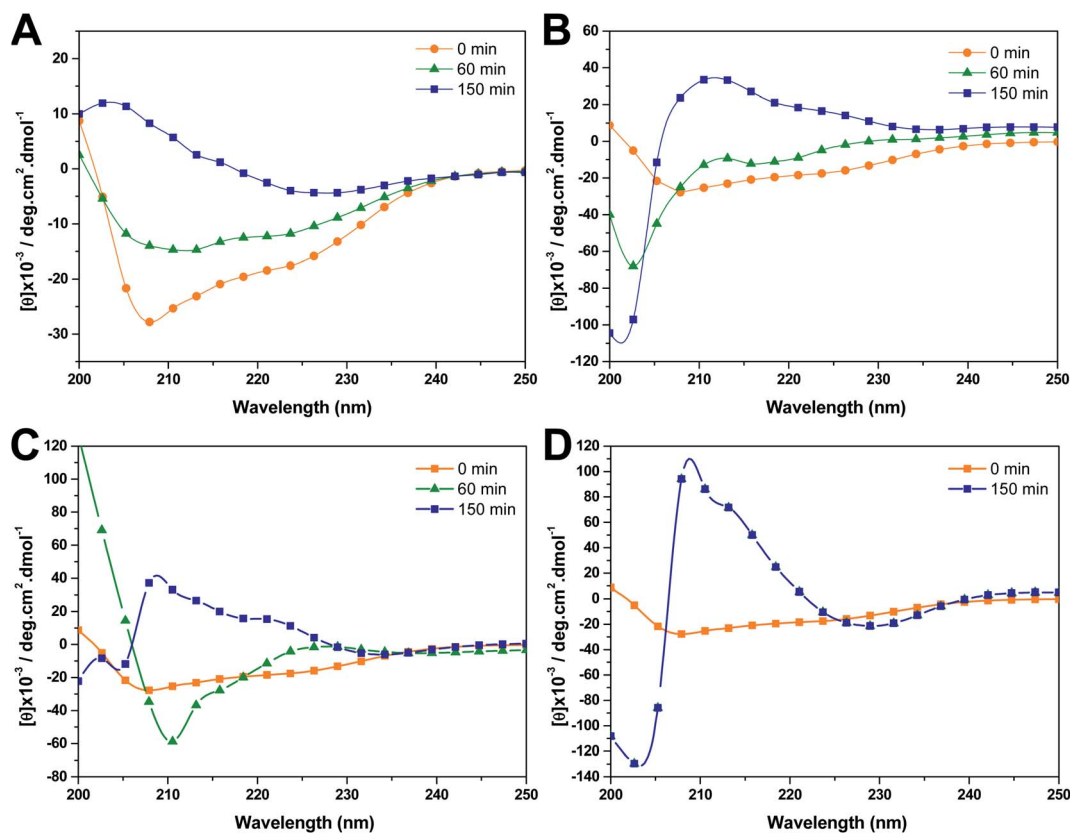 A
B
25
20
10
0
-10
-20
-30
200 210 220 230 240 250
0 min
60 min
150 min
[θ]x10⁻³ / deg.cm².dmol⁻¹
Wavelength (nm)
60
40
20
0
-20
-40
-60
-80
-100
-120
200 210 220 230 240 250
0 min
60 min
150 min
[θ]x10⁻³ / deg.cm².dmol⁻¹
Wavelength (nm)
C
D
120
100
80
60
40
20
0
-20
-40
-60
-80
200 210 220 230 240 250
0 min
60 min
150 min
[θ]x10⁻³ / deg.cm².dmol⁻¹
Wavelength (nm)
120
100
80
60
40
20
0
-20
-40
-60
-80
-100
-120
-140
200 210 220 230 240 250
0 min
150 min
[θ]x10⁻³ / deg.cm².dmol⁻¹
Wavelength (nm)